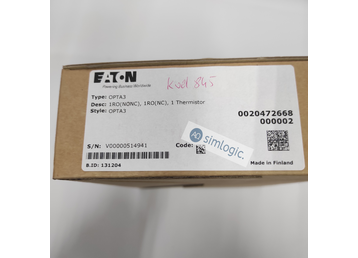 EATON
Powering Business Worldwide
kod 845
Type: OPTA3
Desc: 1RO(NONC), 1RO(NC), 1 Thermistor
Style: OPTA3
0020472668
000002
simlogic.
S/N: V00000514941
Code:
Made in Finland
B.ID: 131204